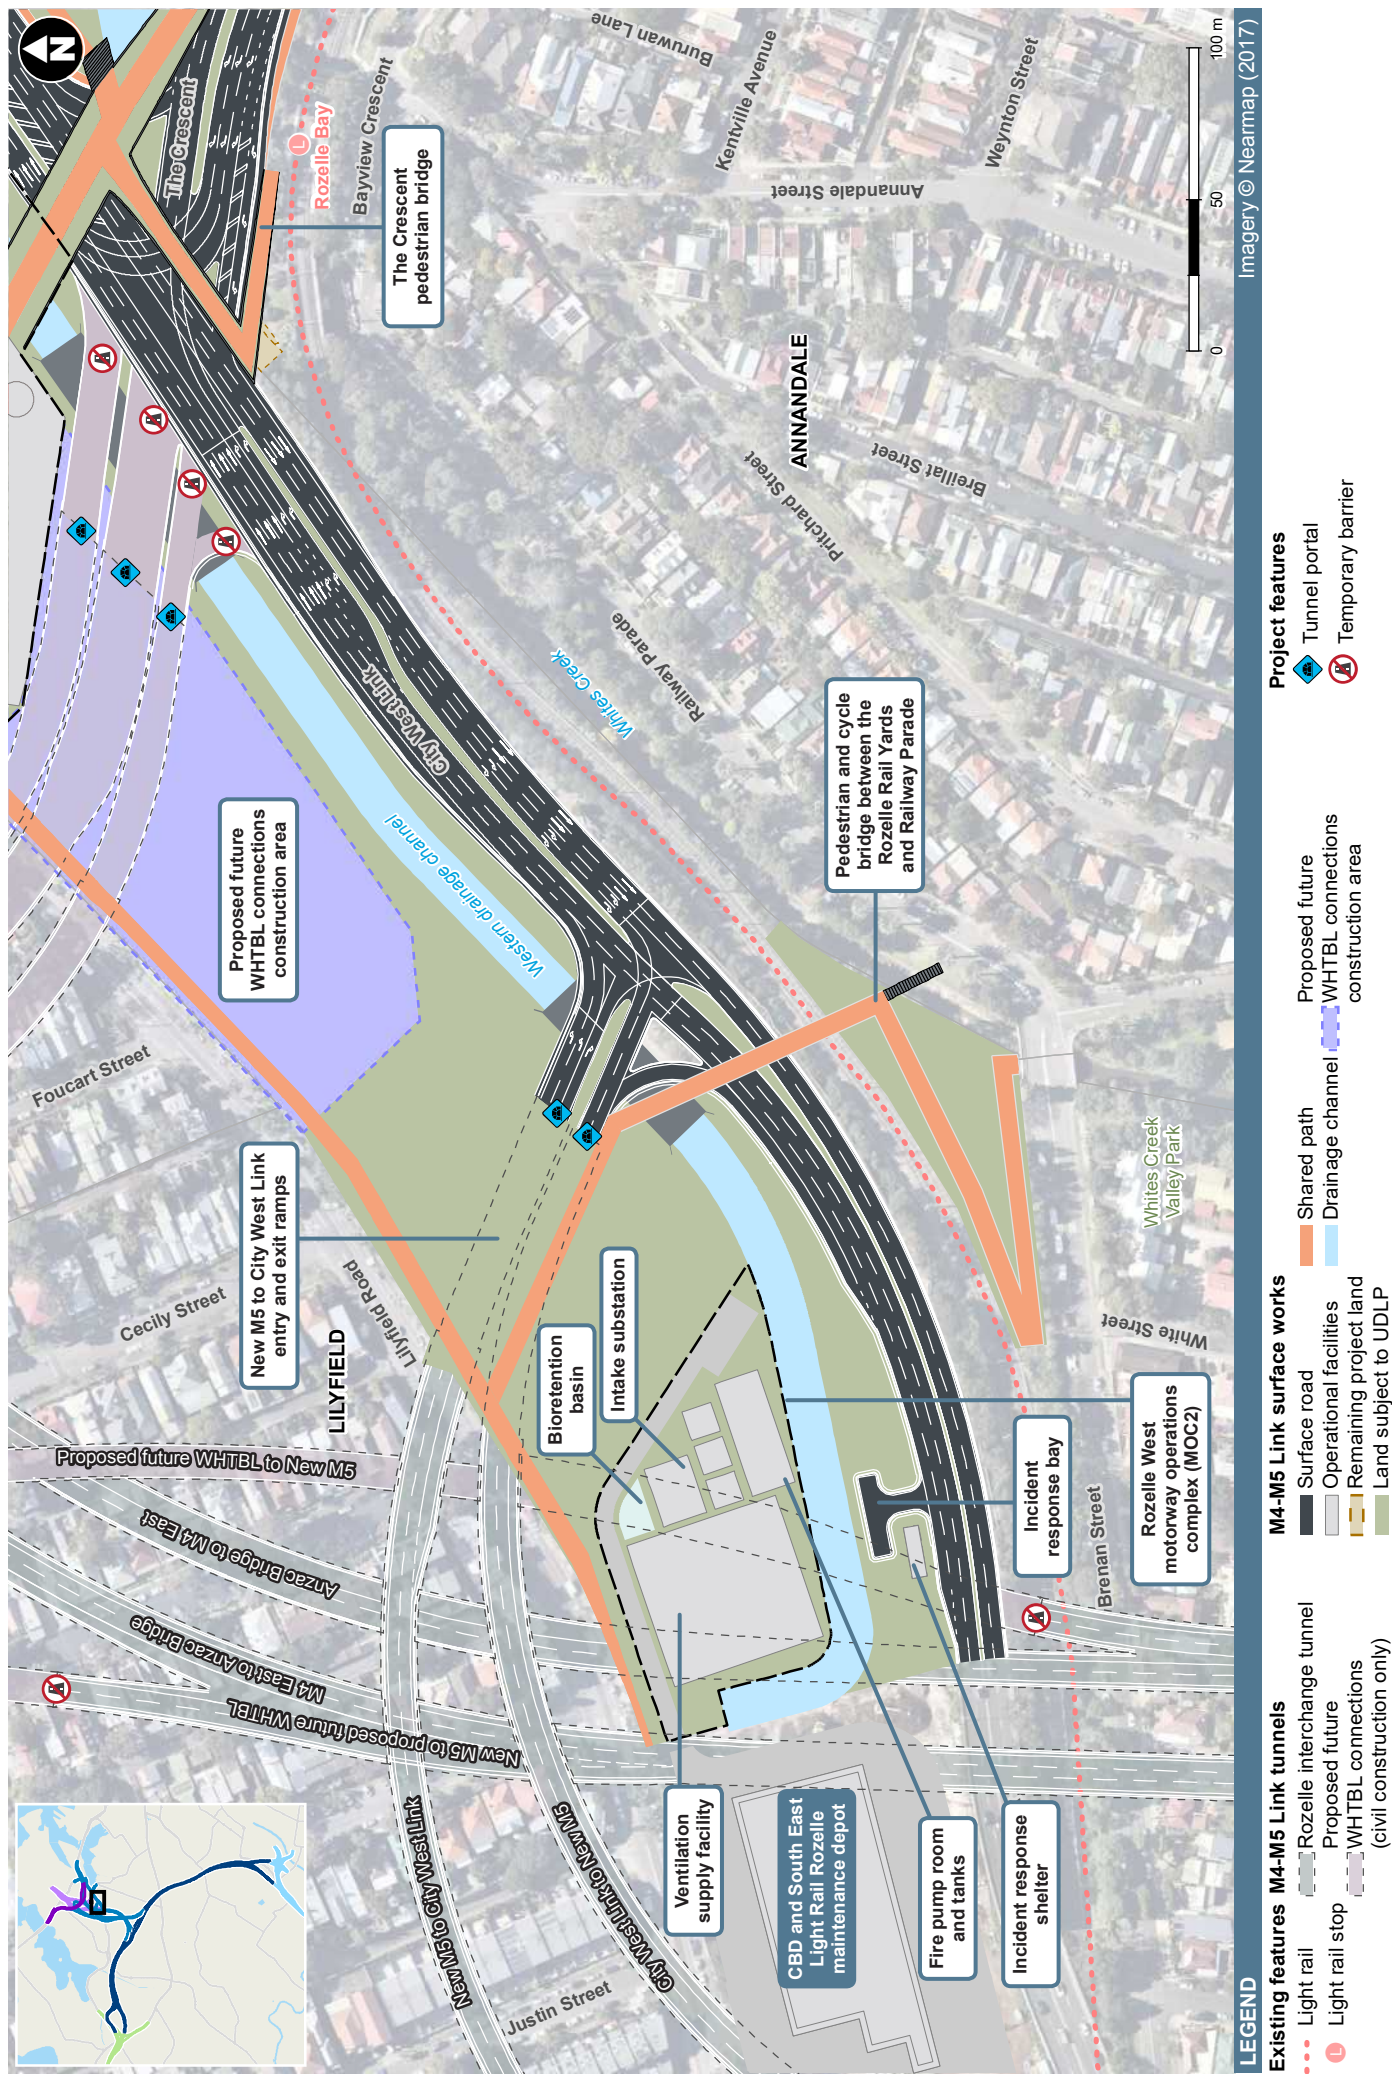 N
The Crescent
Rozelle Bay
L
Bayview Crescent
Buruwan Lane
Kentville Avenue
Weynton Street
Annandale Street
The Crescent
pedestrian bridge
ANNANDALE
Pritchard Street
Breillat Street
Railway Parade
Whites Creek
City West Link
Western drainage channel
Proposed future
WHTBL connections
construction area
Pedestrian and cycle
bridge between the
Rozelle Rail Yards
and Railway Parade
Foucart Street
New M5 to City West Link
entry and exit ramps
Cecily Street
Lilyfield Road
LILYFIELD
Whites Creek
Valley Park
White Street
Bioretention
basin
Intake substation
Proposed future WHTBL to New M5
Anzac Bridge to M4 East
M4 East to Anzac Bridge
New M5 to proposed future WHTBL
Incident
response bay
Rozelle West
motorway operations
complex (MOC2)
Brenan Street
Ventilation
supply facility
CBD and South East
Light Rail Rozelle
maintenance depot
Fire pump room
and tanks
Incident response
shelter
New M5 to City West Link
City West Link to New M5
Justin Street
0
50
100 m
Imagery © Nearmap (2017)
LEGEND
Existing features
Light rail
L
Light rail stop
M4-M5 Link tunnels
Rozelle interchange tunnel
Proposed future
WHTBL connections
(civil construction only)
M4-M5 Link surface works
Surface road
Operational facilities
Remaining project land
Land subject to UDLP
Shared path
Drainage channel
Proposed future
WHTBL connections
construction area
Project features
Tunnel portal
Temporary barrier